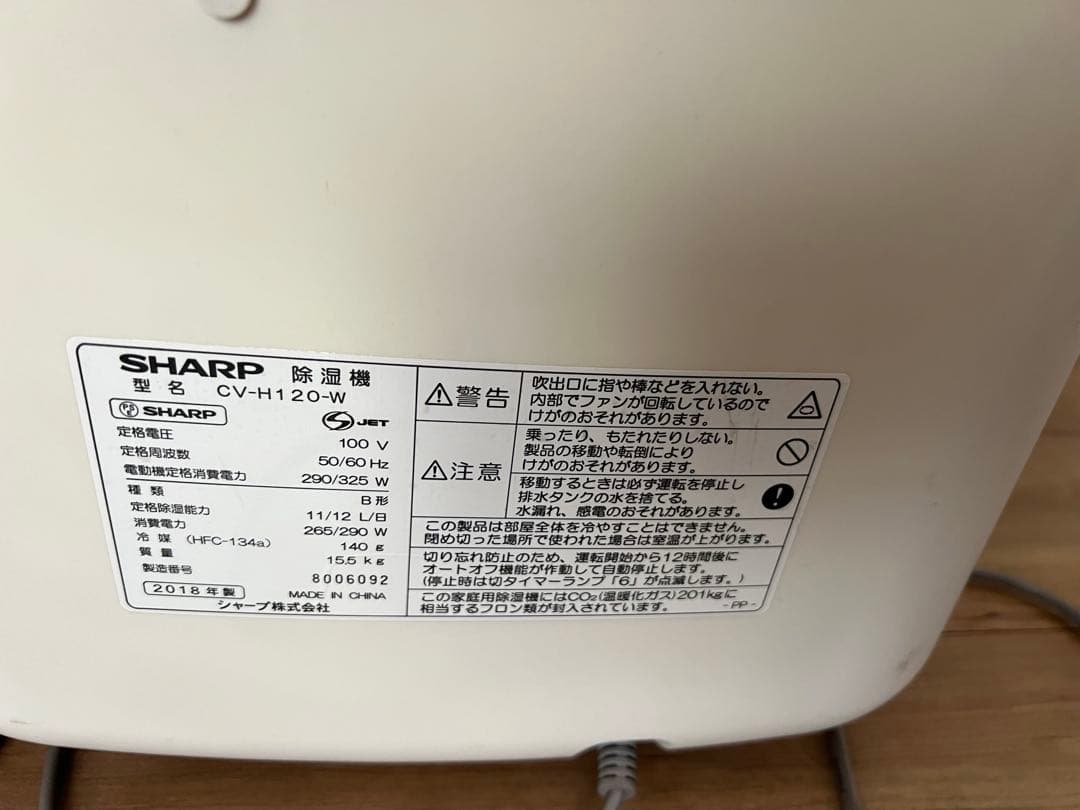 SHARP 除湿機
型名 CV-H120-W
PS E SHARP
S JET
定格電圧 100 V
定格周波数 50/60 Hz
電動機定格消費電力 290/325 W
種類 B形
定格除湿能力 11/12 L/日
消費電力 265/290 W
冷媒 (HFC-134a) 140 g
質量 15.5 kg
製造番号 8006092
2018年製 MADE IN CHINA
シャープ株式会社
⚠警告
吹出口に指や棒などを入れない。
内部でファンが回転しているので
けがのおそれがあります。
⚠注意
乗ったり、もたれたりしない。
製品の移動や転倒により
けがのおそれがあります。
移動するときは必ず運転を停止し
排水タンクの水を捨てる。
水漏れ、感電のおそれがあります。
この製品は部屋全体を冷やすことはできません。
閉め切った場所で使われた場合は室温が上がります。
切り忘れ防止のため、運転開始から12時間後に
オートオフ機能が作動して自動停止します。
(停止時は切タイマーランプ「6」が点滅します。)
この家庭用除湿機にはCO₂(温暖化ガス)201kgに
相当するフロン類が封入されています。
-PP-